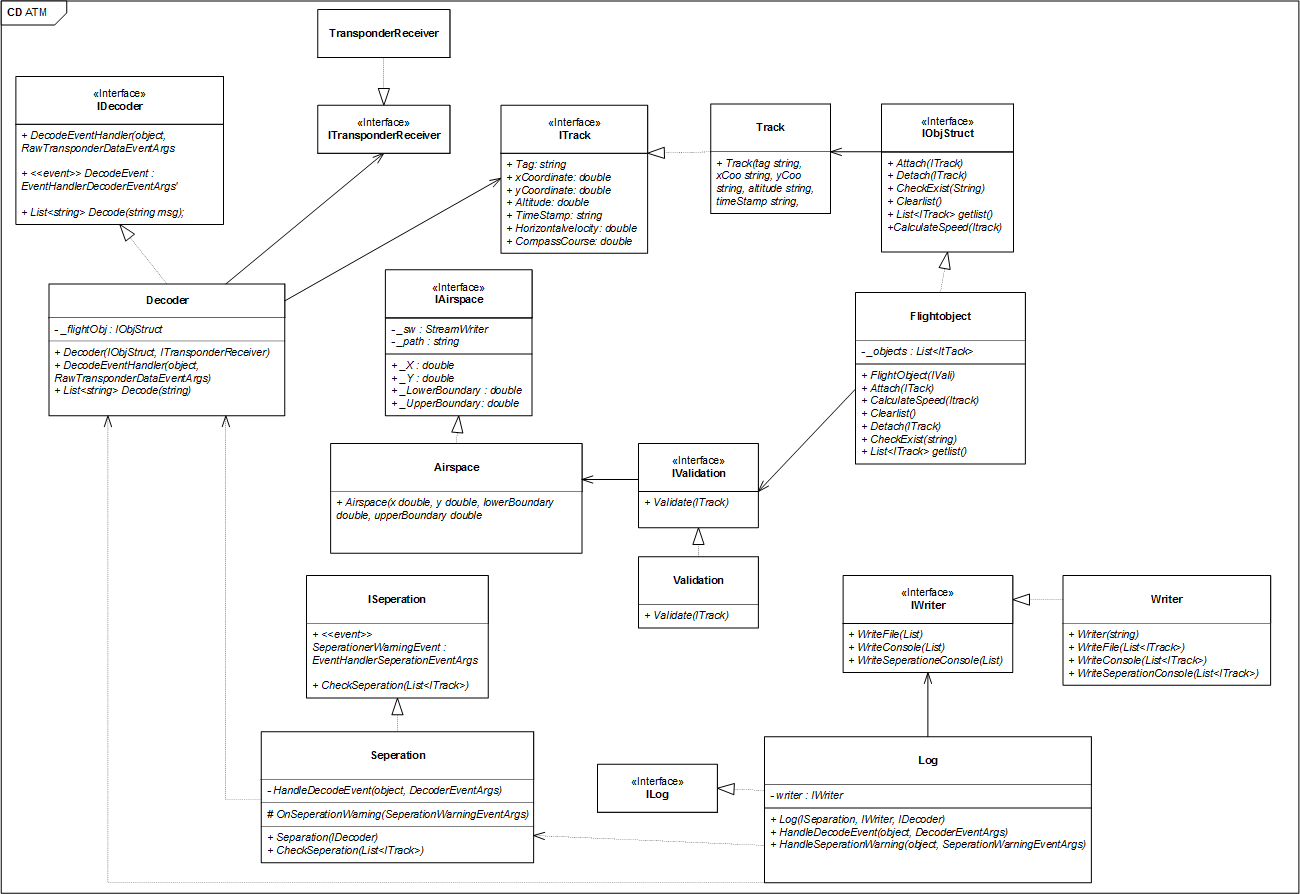 CD ATM
TransponderReceiver
«Interface»
IDecoder
+ DecodeEventHandler(object,
RawTransponderDataEventArgs
+ <<event>> DecodeEvent :
EventHandlerDecoderEventArgs'
+ List<string> Decode(string msg);
«Interface»
ITransponderReceiver
«Interface»
ITrack
+ Tag: string
+ xCoordinate: double
+ yCoordinate: double
+ Altitude: double
+ TimeStamp: string
+ Horizontalvelocity: double
+ CompassCourse: double
Track
+ Track(tag string,
xCoo string, yCoo
string, altitude string,
timeStamp string,
«Interface»
IObjStruct
+ Attach(ITrack)
+ Detach(ITrack)
+ CheckExist(String)
+ Clearlist()
+ List<ITrack> getlist()
+CalculateSpeed(Itrack)
Decoder
- _flightObj : IObjStruct
+ Decoder(IObjStruct, ITransponderReceiver)
+ DecodeEventHandler(object,
RawTransponderDataEventArgs)
+ List<string> Decode(string)
«Interface»
IAirspace
- _sw : StreamWriter
- _path : string
+ _X : double
+ _Y : double
+ _LowerBoundary : double
+ _UpperBoundary: double
Flightobject
- _objects : List<ItTack>
+ FlightObject(IVali)
+ Attach(ITack)
+ CalculateSpeed(Itrack)
+ Clearlist()
+ Detach(ITrack)
+ CheckExist(string)
+ List<ITrack> getlist()
Airspace
+ Airspace(x double, y double, lowerBoundary
double, upperBoundary double
«Interface»
IValidation
+ Validate(ITrack)
Validation
+ Validate(ITrack)
ISeperation
+ <<event>>
SeperationerWarningEvent :
EventHandlerSeperationEventArgs
+ CheckSeperation(List<ITrack>)
«Interface»
IWriter
+ WriteFile(List)
+ WriteConsole(List)
+ WriteSeperationeConsole(List)
Writer
+ Writer(string)
+ WriteFile(List<ITrack>)
+ WriteConsole(List<ITrack>)
+ WriteSeperationConsole(List<ITrack>)
Seperation
- HandleDecodeEvent(object, DecoderEventArgs)
# OnSeperationWarning(SeperationWarningEventArgs)
+ Separation(IDecoder)
+ CheckSeperation(List<ITrack>)
«Interface»
ILog
Log
- writer : IWriter
+ Log(ISeparation, IWriter, IDecoder)
+ HandleDecodeEvent(object, DecoderEventArgs)
+ HandleSeperationWarning(object, SeperationWarningEventArgs)